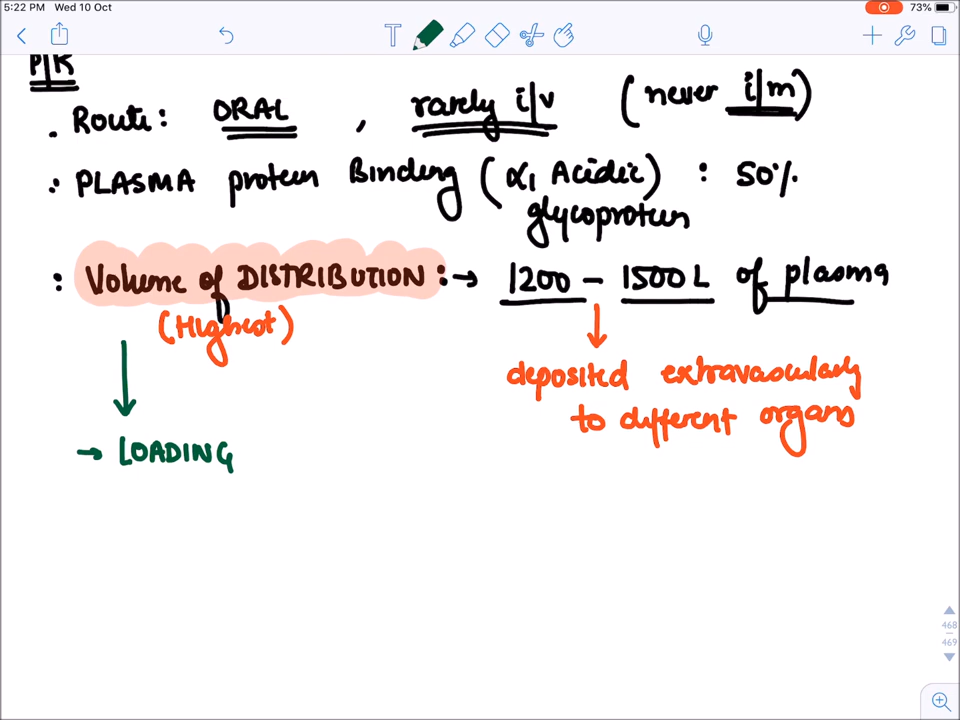 5:22 PM Wed 10 Oct 73%
T
P/K
. Route: ORAL , rarely i/v (never i/m)
: PLASMA protein Binding (α1 Acidic) : 50%
glycoprotein
: Volume of DISTRIBUTION : → 1200 – 1500 L of plasma
(Highest)
deposited extravascularly
to different organs
→ LOADING
468
469